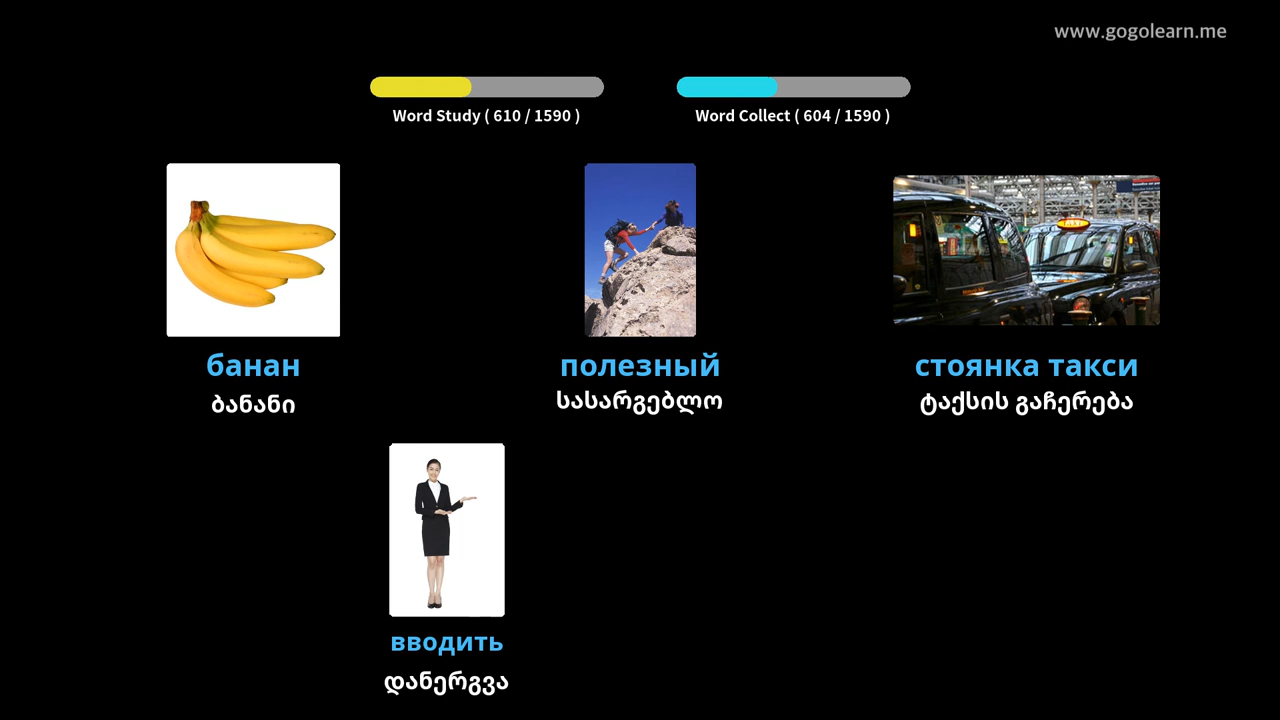 www.gogolearn.me
Word Study ( 610 / 1590 )
Word Collect ( 604 / 1590 )
банан
ბანანი
полезный
სასარგებლო
стоянка такси
ტაქსის გაჩერება
вводить
დანერგვა